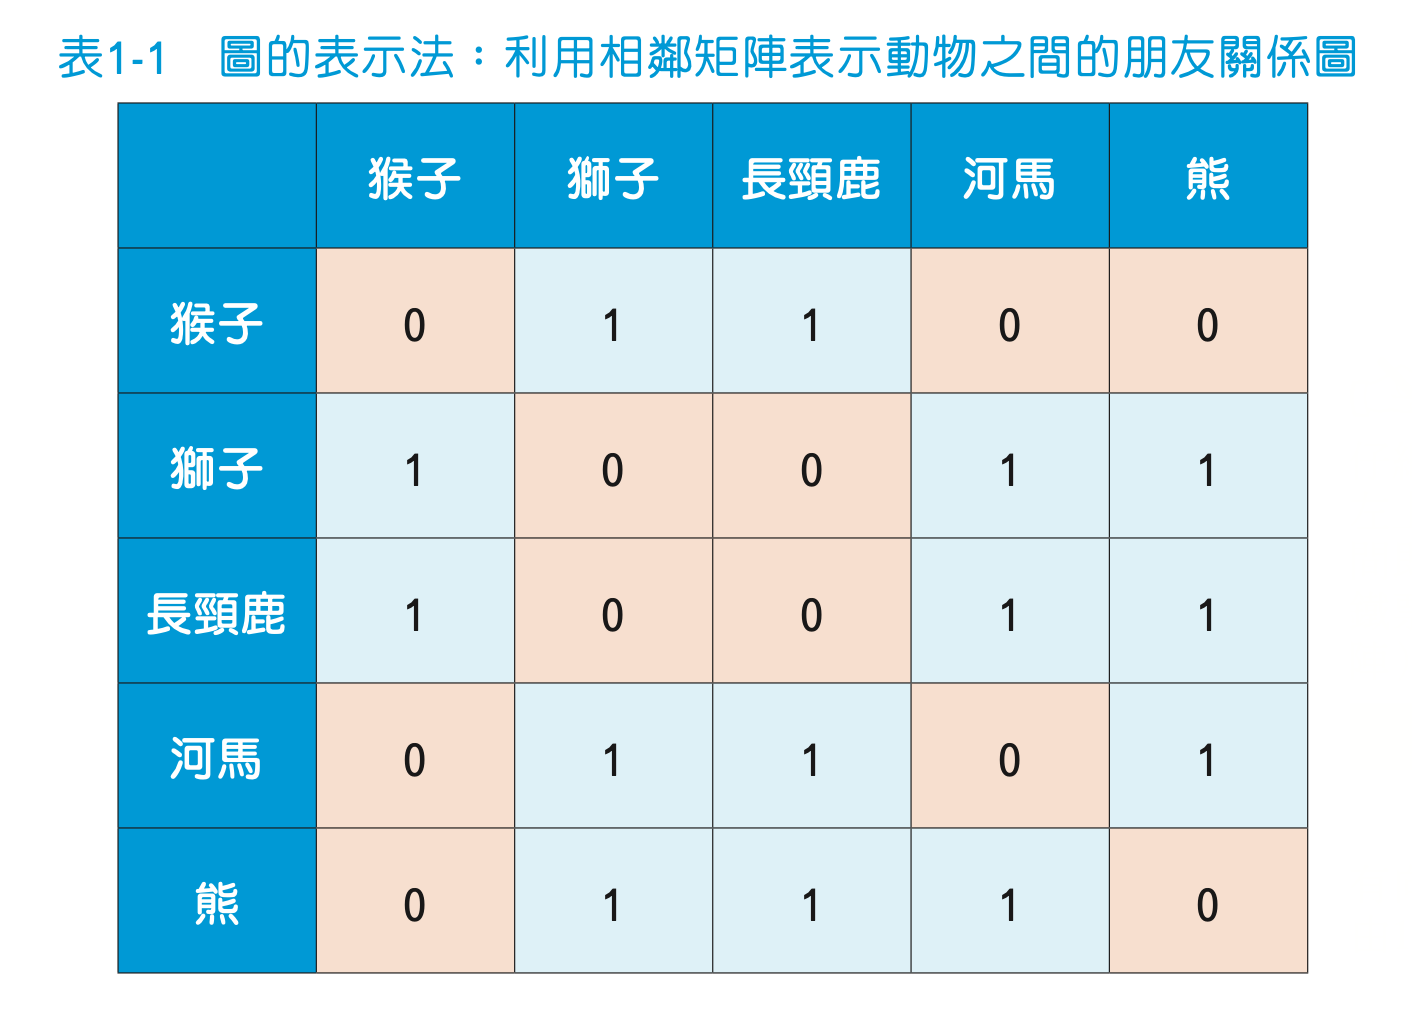 表1-1　圖的表示法：利用相鄰矩陣表示動物之間的朋友關係圖
猴子 獅子 長頸鹿 河馬 熊
猴子 0 1 1 0 0
獅子 1 0 0 1 1
長頸鹿 1 0 0 1 1
河馬 0 1 1 0 1
熊 0 1 1 1 0